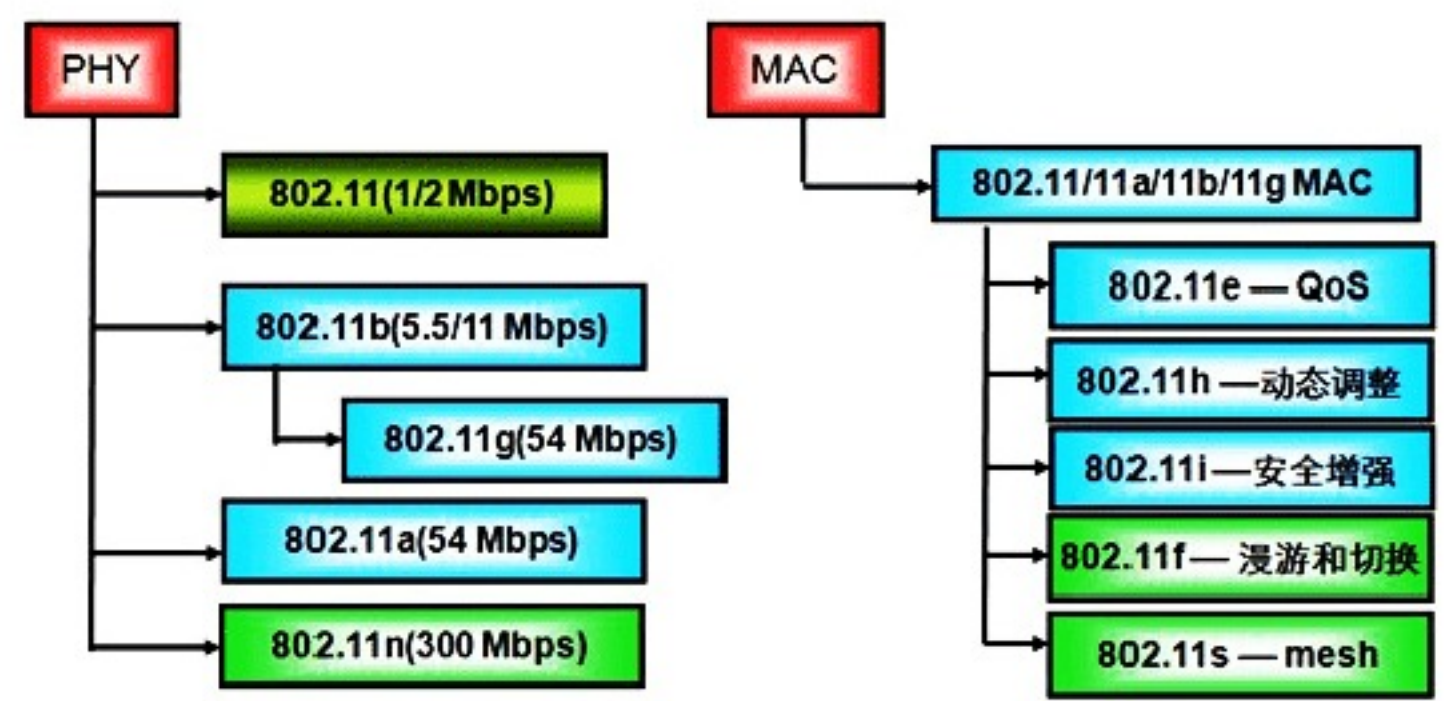 PHY
802.11(1/2 Mbps)
802.11b(5.5/11 Mbps)
802.11g(54 Mbps)
802.11a(54 Mbps)
802.11n(300 Mbps)
MAC
802.11/11a/11b/11g MAC
802.11e — QoS
802.11h —动态调整
802.11i—安全增强
802.11f— 漫游和切换
802.11s — mesh